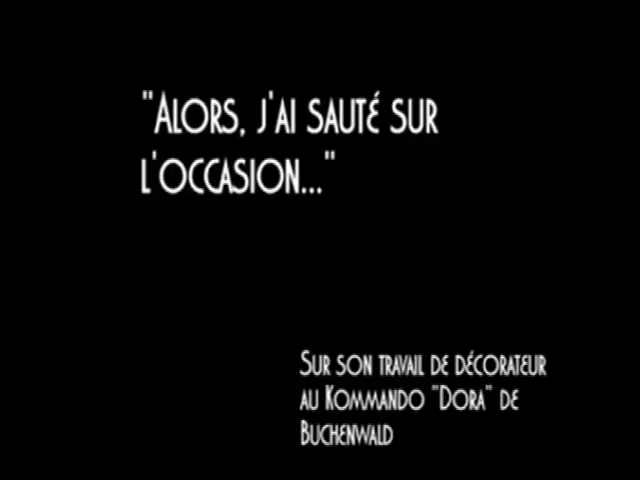 "Alors, j'ai sauté sur
l'occasion..."
Sur son travail de décorateur
au Kommando "Dora" de
Buchenwald